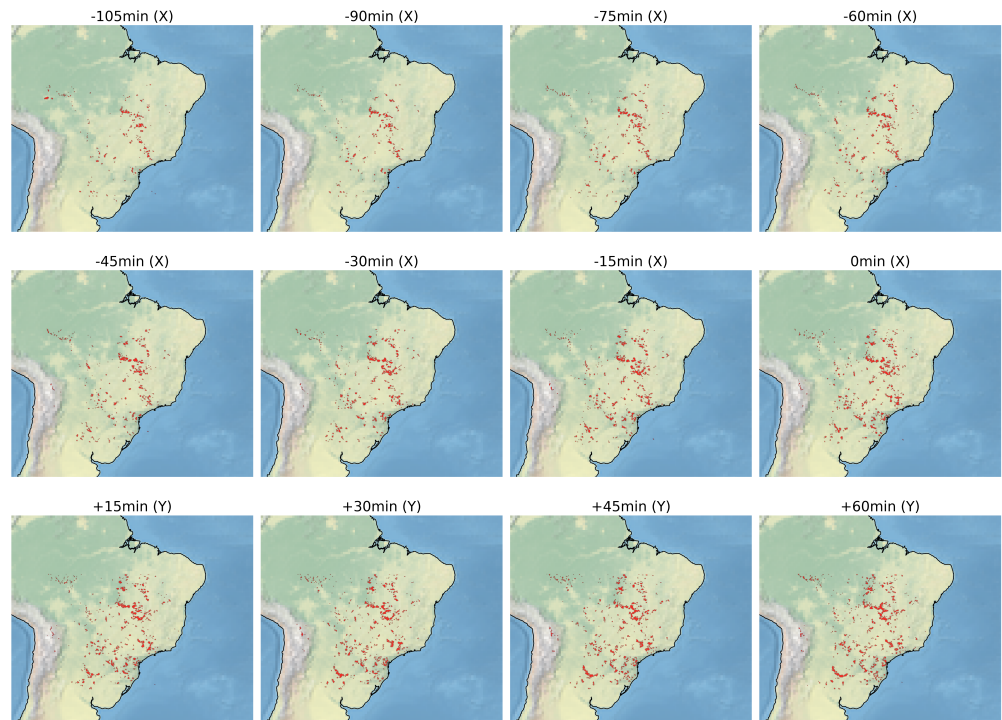 -105min (X)
-90min (X)
-75min (X)
-60min (X)
-45min (X)
-30min (X)
-15min (X)
0min (X)
+15min (Y)
+30min (Y)
+45min (Y)
+60min (Y)